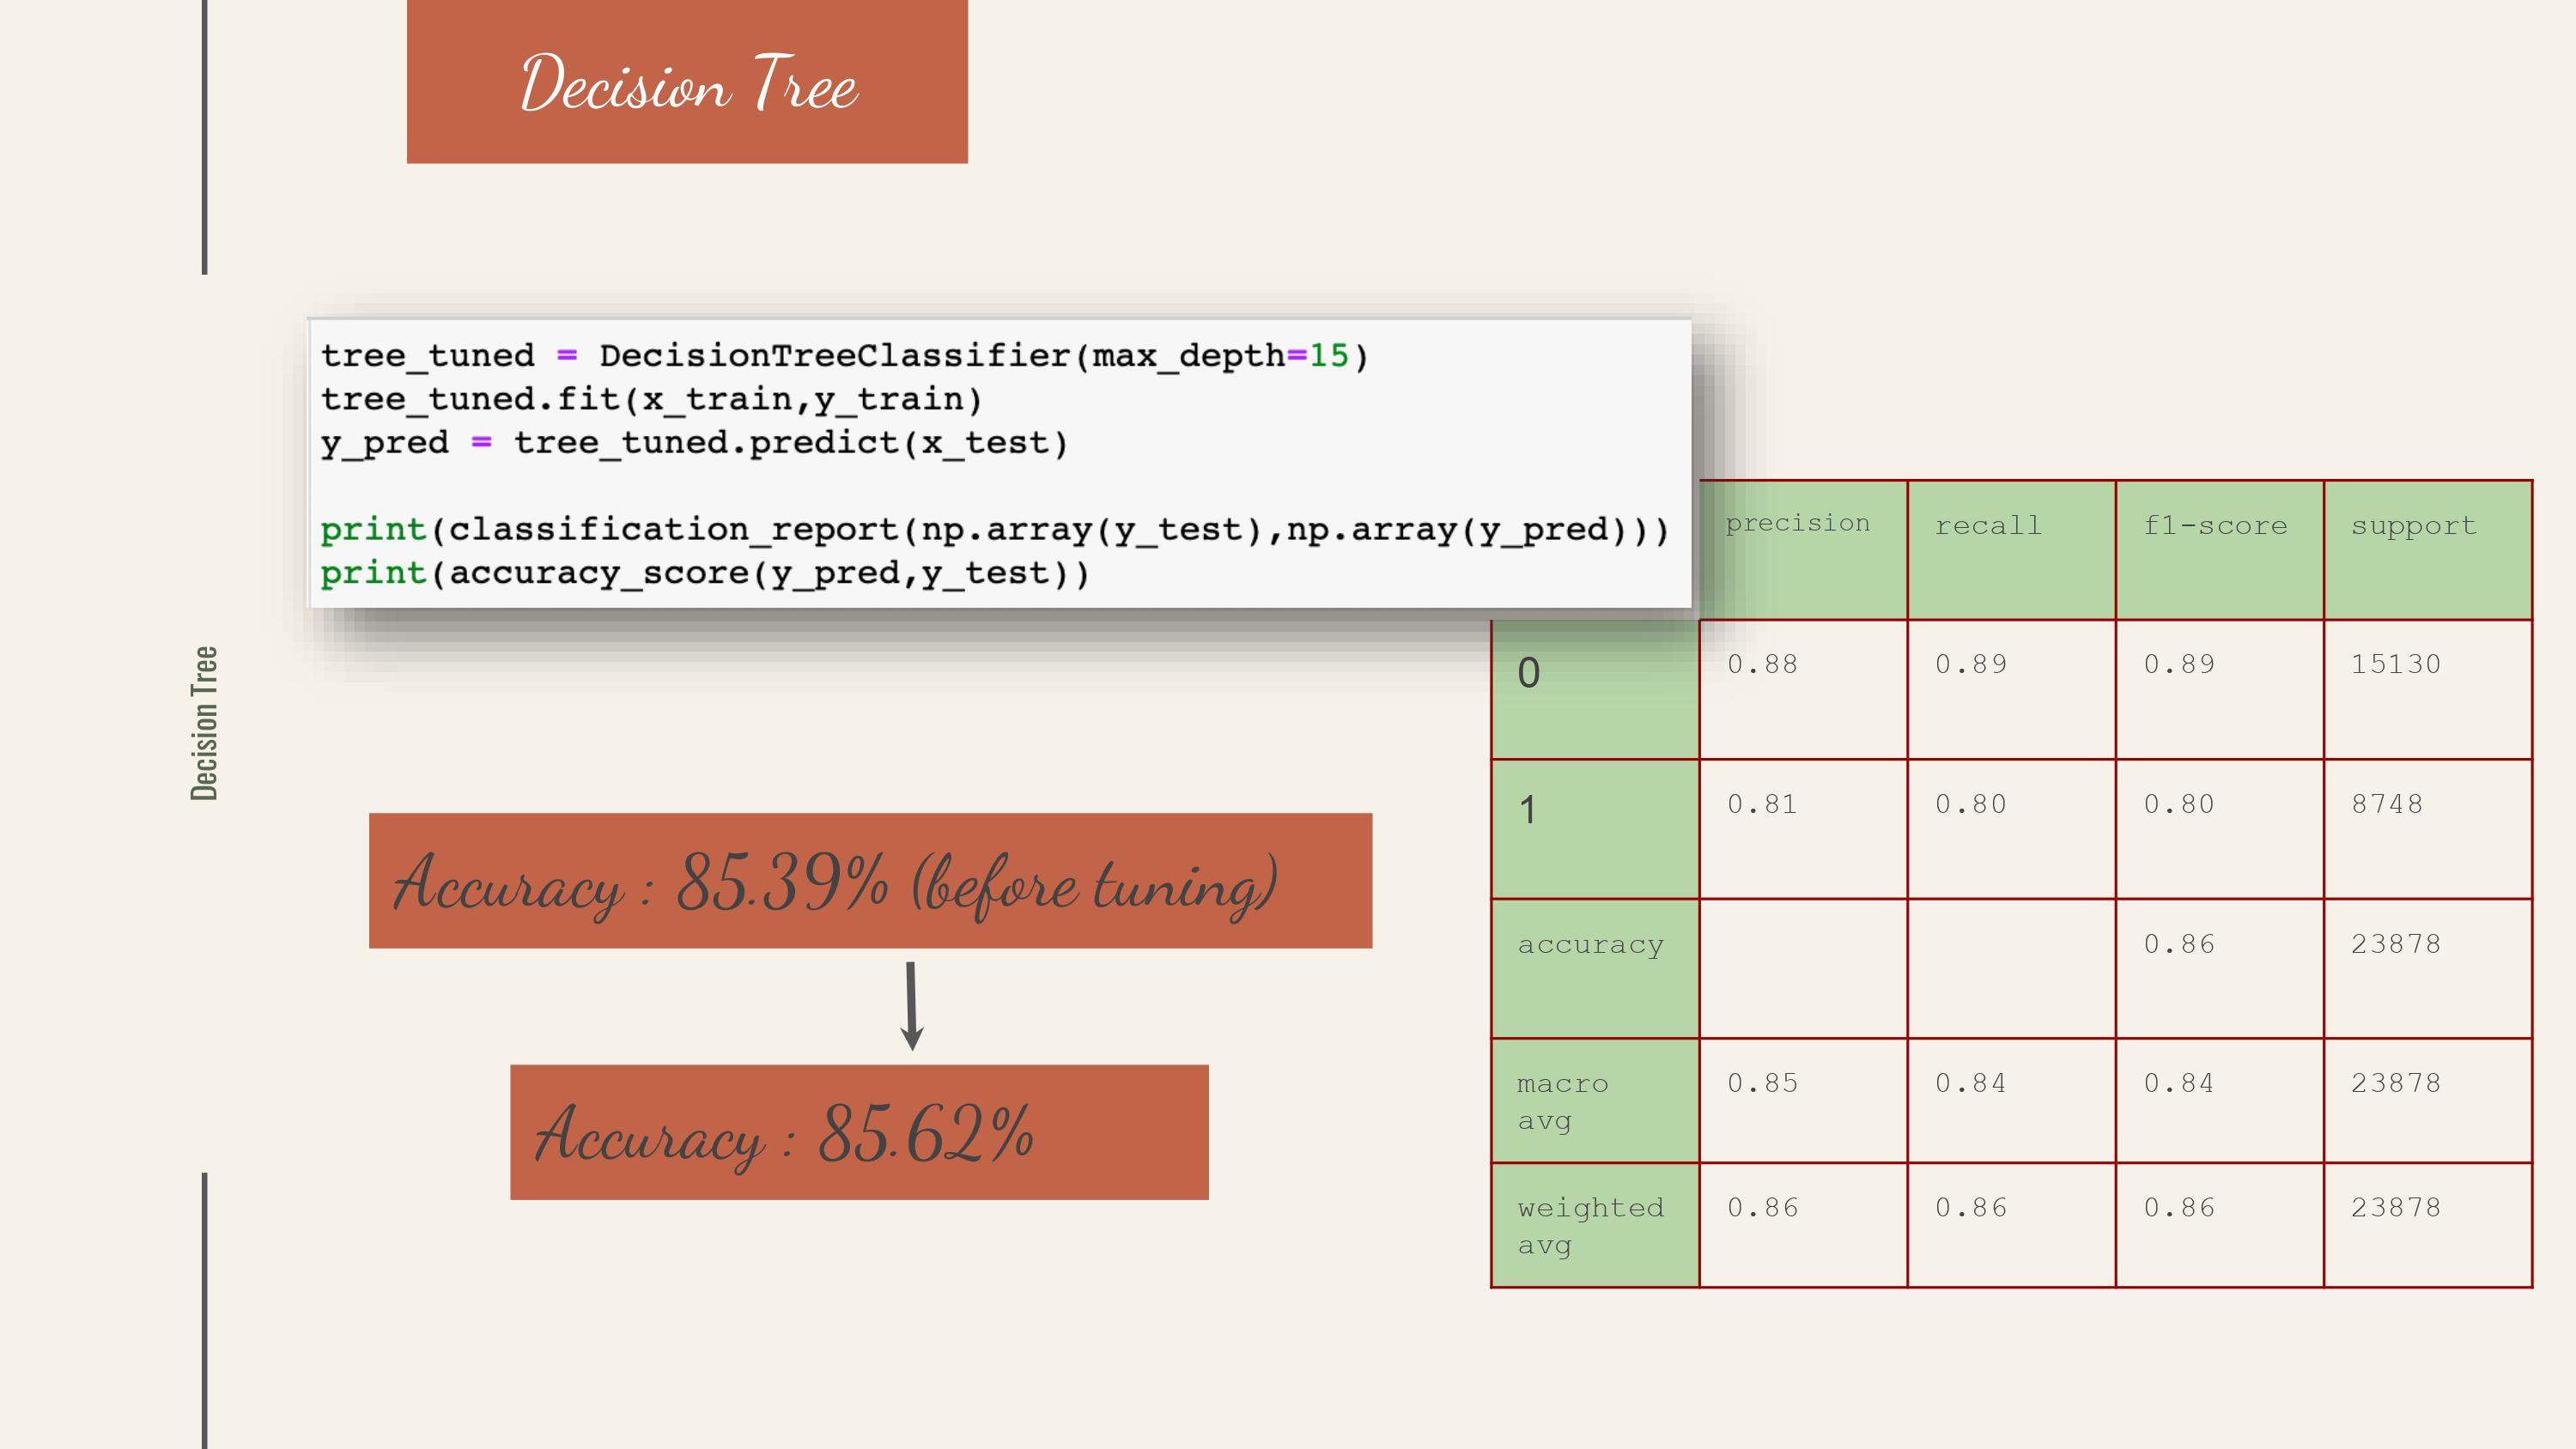 Decision Tree
tree_tuned = DecisionTreeClassifier(max_depth=15)
tree_tuned.fit(x_train,y_train)
y_pred = tree_tuned.predict(x_test)
print(classification_report(np.array(y_test),np.array(y_pred)))
print(accuracy_score(y_pred,y_test))
Decision Tree
Accuracy : 85.39% (before tuning)
Accuracy : 85.62%
precision recall f1-score support
0 0.88 0.89 0.89 15130
1 0.81 0.80 0.80 8748
accuracy 0.86 23878
macro 0.85 0.84 0.84 23878
avg
weighted 0.86 0.86 0.86 23878
avg